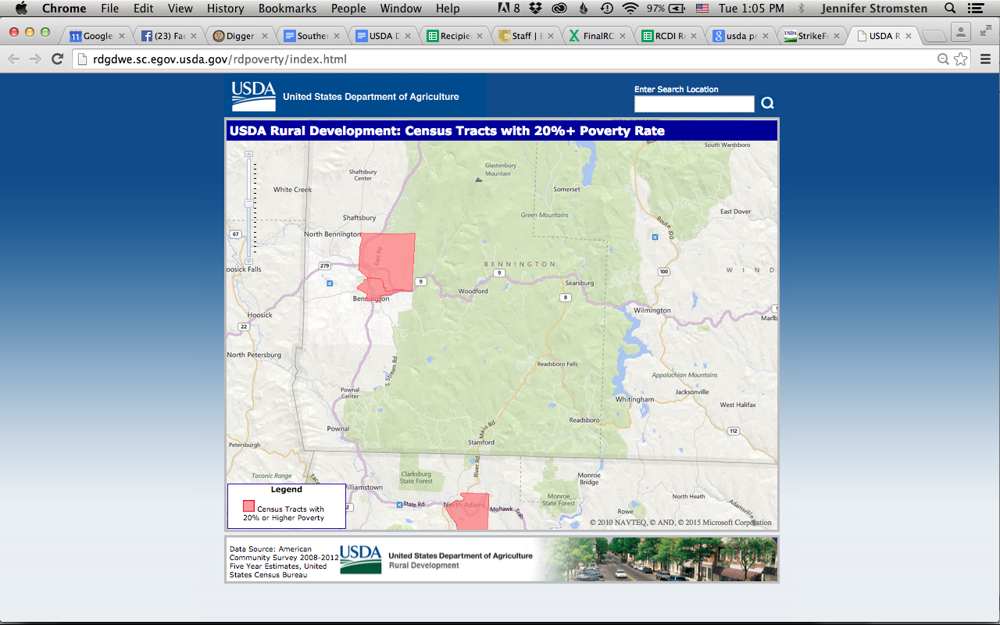 Chrome File Edit View History Bookmarks People Window Help 8 97% Tue 1:05 PM Jennifer Stromsten
11 Google
(23) Fa
Digger
Souther
USDA D
Recipie
Staff | E
FinalRC
RCDI R
usda pr
StrikeF
USDA R
rdgdwe.sc.egov.usda.gov/rdpoverty/index.html
USDA United States Department of Agriculture
Enter Search Location
USDA Rural Development: Census Tracts with 20%+ Poverty Rate
South Wardsboro
Glastenbury
Mountain
Shaftsbury
Center
White Creek
Somerset
Green Mountains
East Dover
Shaftsbury
Route 100
67
North Bennington
East Rd
279
BENNINGTON
oosick Falls
9
9
100
W I N D
Searsburg
Woodford
Bennington
8
Wilmington
Hoosick
Marlb
22
North Petersburg
S Stream Rd
Readsboro Falls
Appalachian Mountains
Pownal
Center
Jacksonville
Whitingham
West Halifax
Readsboro
Pownal
Main Rd
112
Stamford
Petersburgh
River Rd
Taconic Range
Taco
Clarksburg
State Forest
Monroe
Bridge
illiamstown
2
State Rd
North Adams
Mohawk Trah
Monroe
State Forest
North Heath
Adamsville
Rowe
Legend
Census Tracts with
20% or Higher Poverty
© 2010 NAVTEQ, © AND, © 2015 Microsoft Corporation
Data Source: American
Community Survey 2008-2012
Five Year Estimates, United
States Census Bureau
USDA United States Department of Agriculture
Rural Development